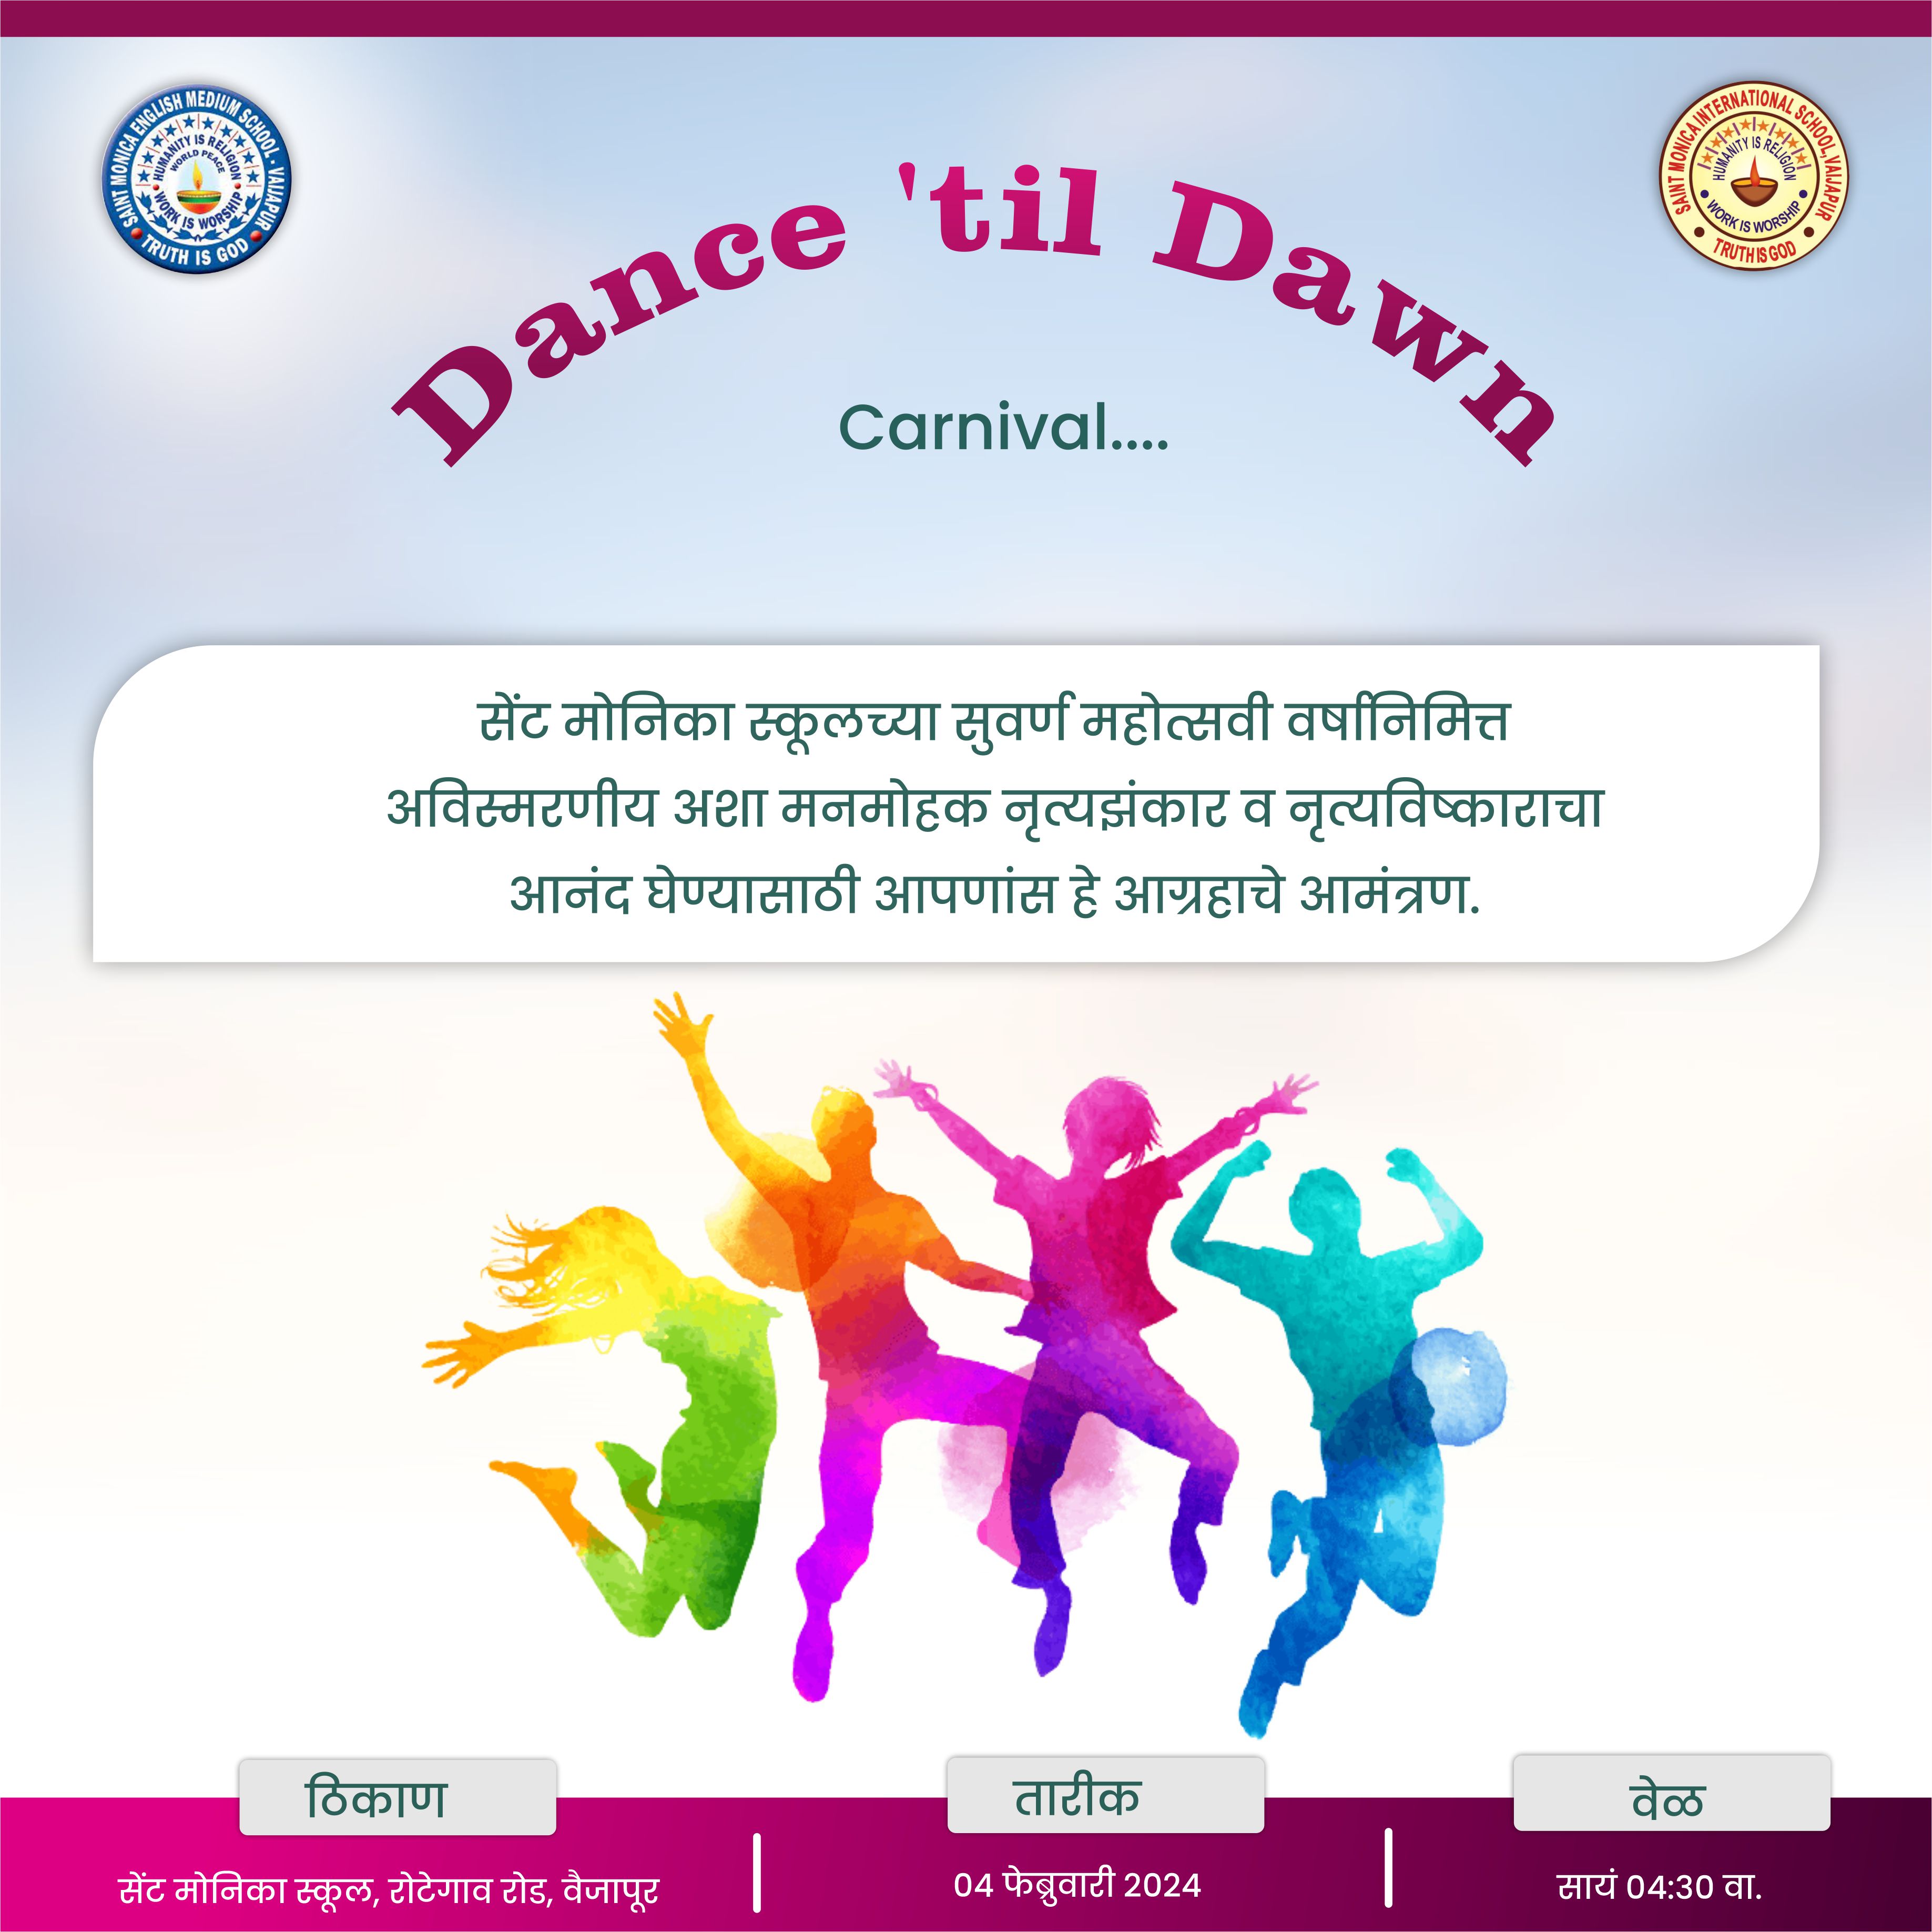 SAINT MONICA ENGLISH MEDIUM SCHOOL - VAIJAPUR
HUMANITY IS RELIGION
WORLD PEACE
WORK IS WORSHIP
TRUTH IS GOD
SAINT MONICA INTERNATIONAL SCHOOL, VAIJAPUR
HUMANITY IS RELIGION
WORK IS WORSHIP
TRUTH IS GOD
Dance 'til Dawn
Carnival....
सेंट मोनिका स्कूलच्या सुवर्ण महोत्सवी वर्षानिमित्त
अविस्मरणीय अशा मनमोहक नृत्यझंकार व नृत्यविष्काराचा
आनंद घेण्यासाठी आपणांस हे आग्रहाचे आमंत्रण.
ठिकाण
सेंट मोनिका स्कूल, रोटेगाव रोड, वैजापूर
तारीक
04 फेब्रुवारी 2024
वेळ
सायं 04:30 वा.